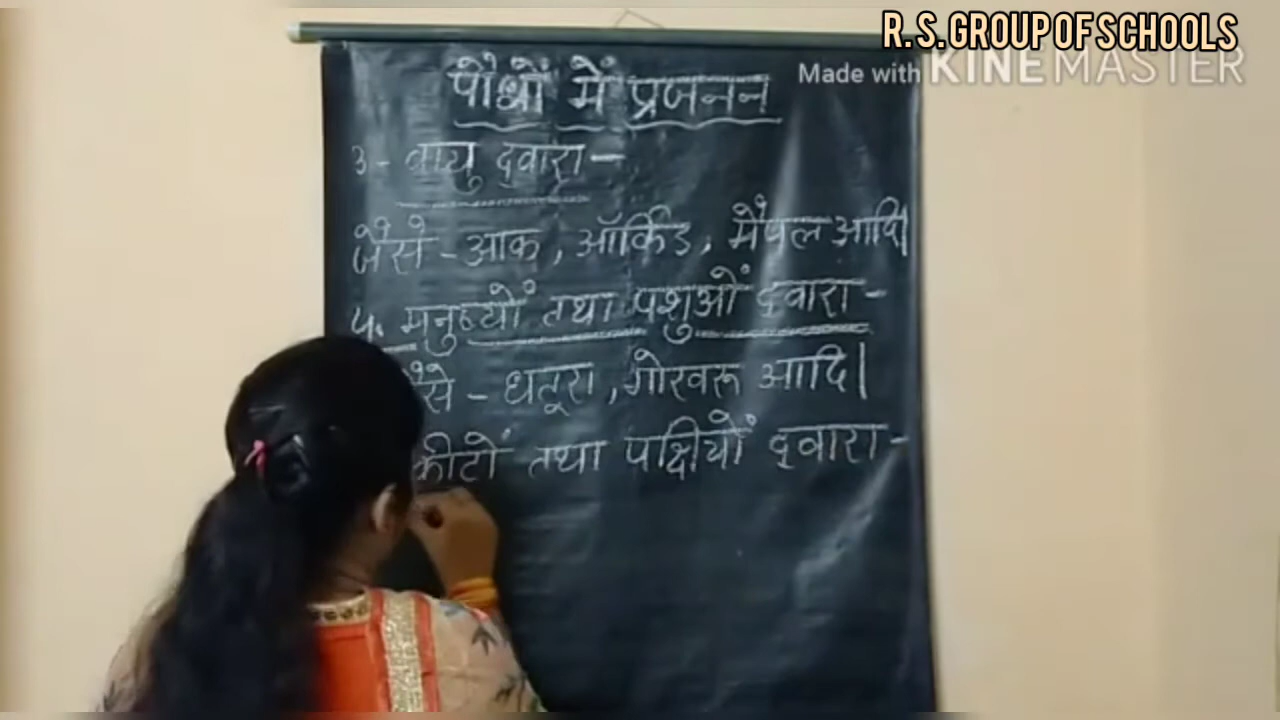 R.S. GROUP OF SCHOOLS
Made with KINEMASTER
पौधों में प्रजनन
3- वायु द्वारा-
जैसे - आक, ऑर्किड, मैपल आदि।
4. मनुष्यों तथा पशुओं द्वारा-
जैसे - धतूरा, गोखरू आदि।
कीटों तथा पक्षियों द्वारा-